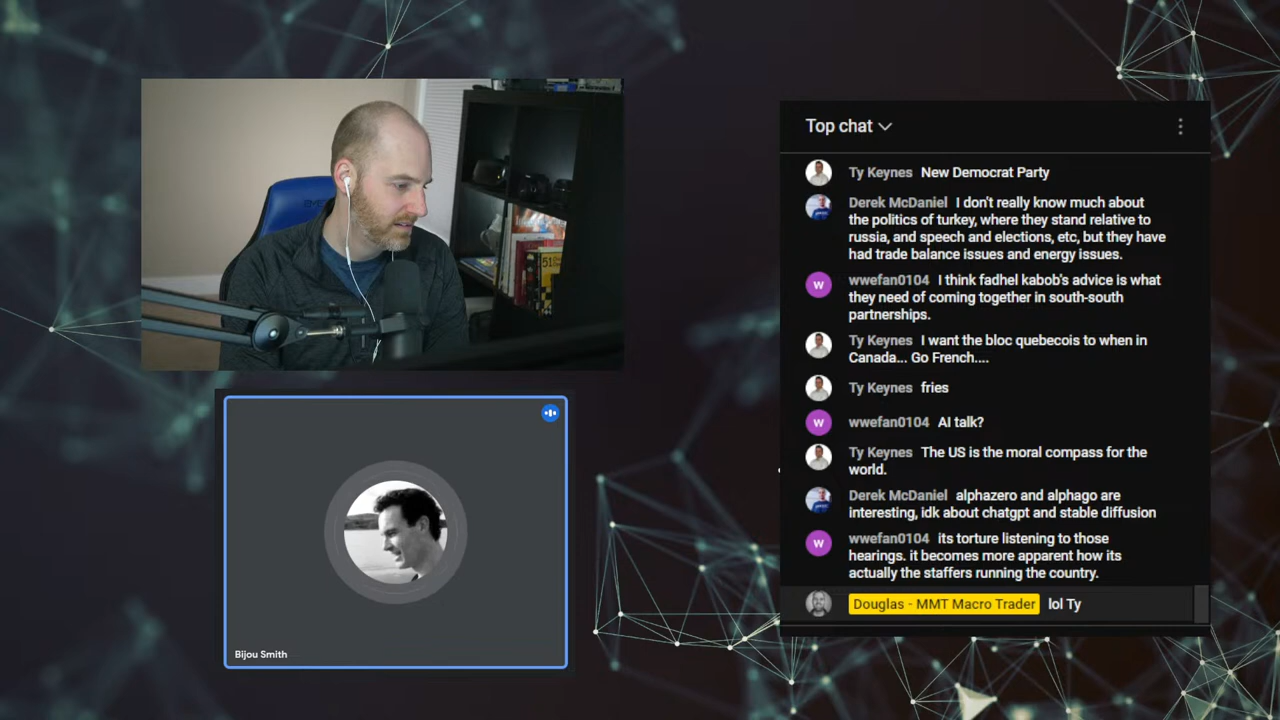 Top chat
Ty Keynes New Democrat Party
Derek McDaniel I don't really know much about
the politics of turkey, where they stand relative to
russia, and speech and elections, etc, but they have
had trade balance issues and energy issues.
W
wwefan0104 I think fadhel kabob's advice is what
they need of coming together in south-south
partnerships.
Ty Keynes I want the bloc quebecois to when in
Canada... Go French....
Ty Keynes fries
W
wwefan0104 AI talk?
Ty Keynes The US is the moral compass for the
world.
Derek McDaniel alphazero and alphago are
interesting, idk about chatgpt and stable diffusion
W
wwefan0104 its torture listening to those
hearings. it becomes more apparent how its
actually the staffers running the country.
Douglas - MMT Macro Trader lol Ty
51
Bijou Smith